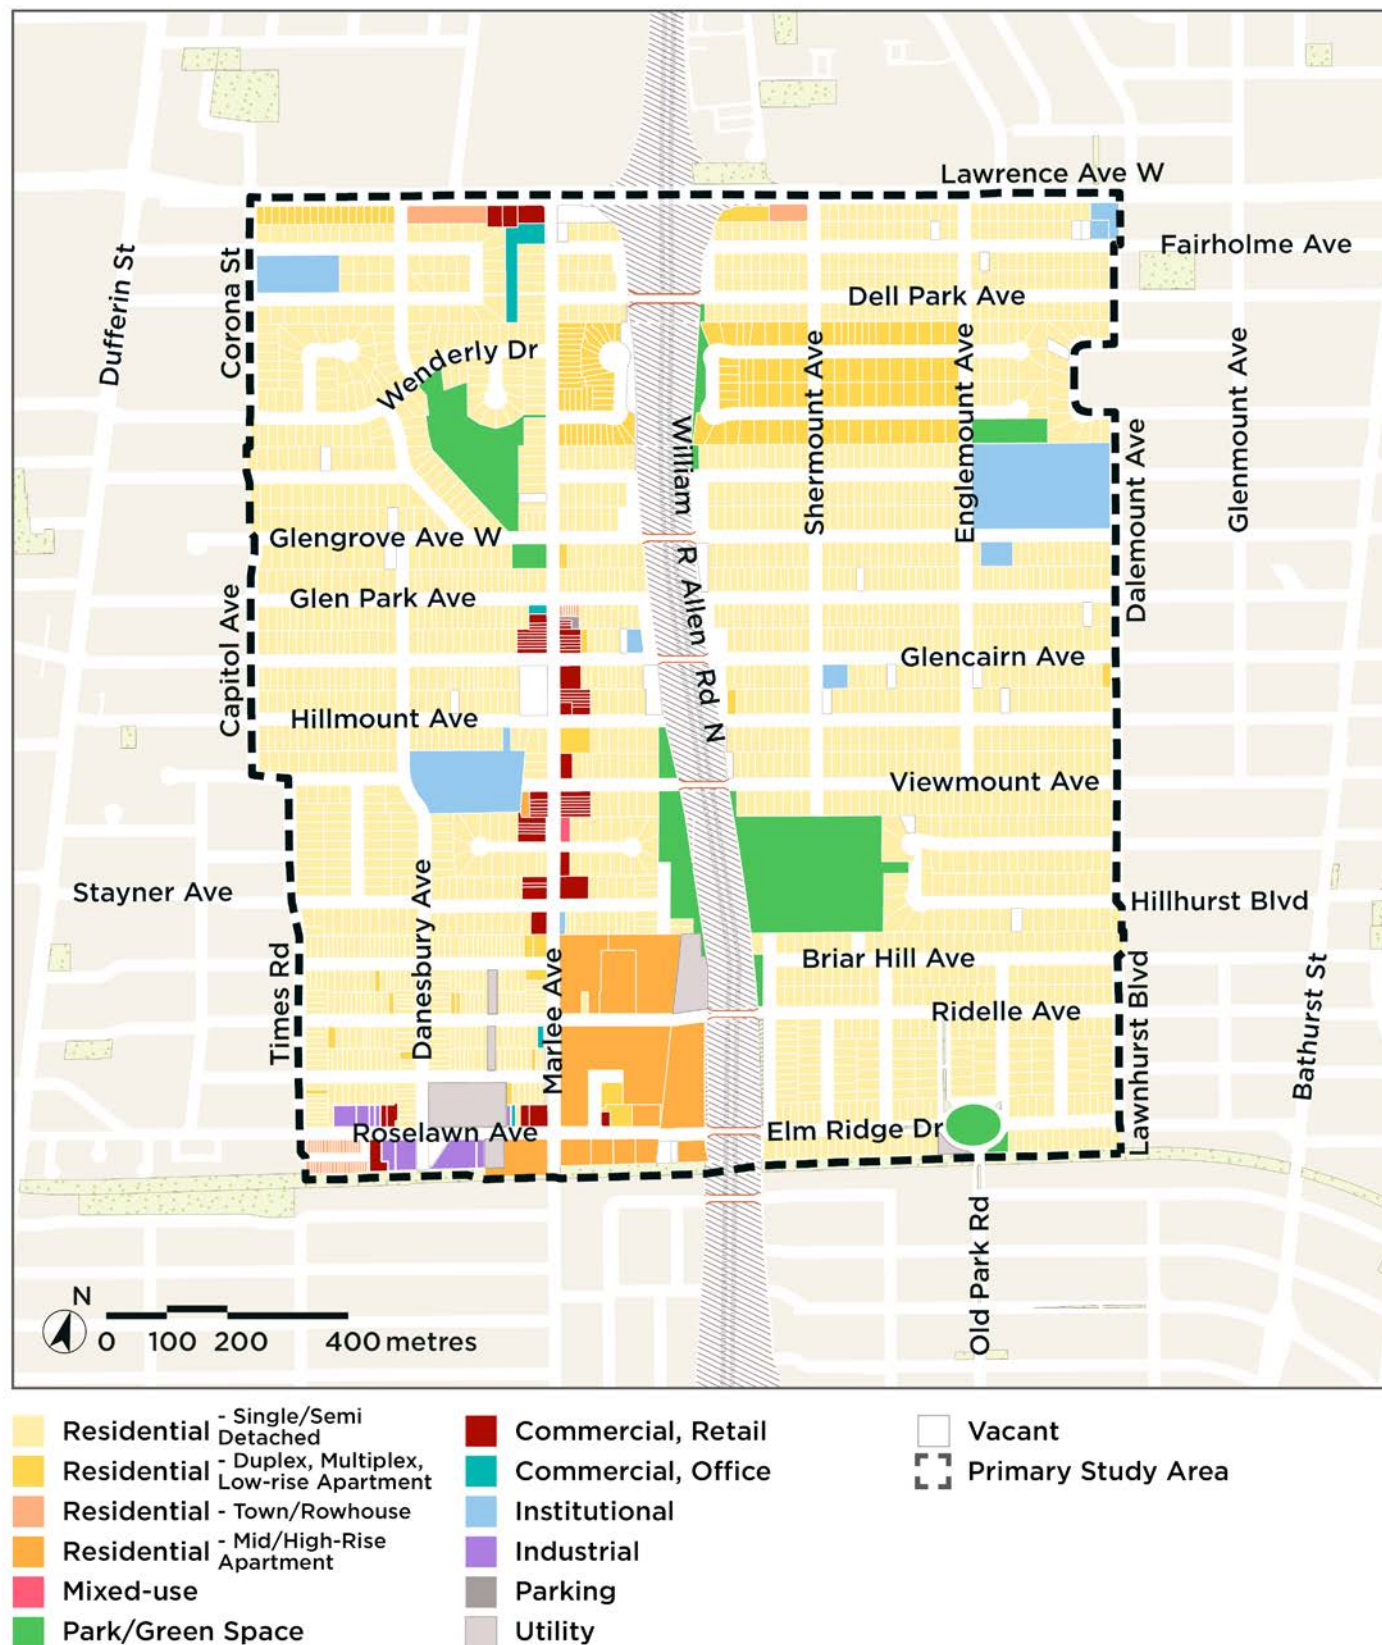 Lawrence Ave W
Fairholme Ave
Dufferin St
Corona St
Dell Park Ave
Wenderly Dr
Shermount Ave
Englemount Ave
Glenmount Ave
William R Allen Rd N
Dalemount Ave
Glengrove Ave W
Glen Park Ave
Capitol Ave
Glencairn Ave
Hillmount Ave
Viewmount Ave
Stayner Ave
Danesbury Ave
Hillhurst Blvd
Times Rd
Marlee Ave
Briar Hill Ave
Ridelle Ave
Lawnhurst Blvd
Bathurst St
Roselawn Ave
Elm Ridge Dr
Old Park Rd
N
0 100 200 400 metres
Residential - Single/Semi
Detached
Residential - Duplex, Multiplex,
Low-rise Apartment
Residential - Town/Rowhouse
Residential - Mid/High-Rise
Apartment
Mixed-use
Park/Green Space
Commercial, Retail
Commercial, Office
Institutional
Industrial
Parking
Utility
Vacant
Primary Study Area